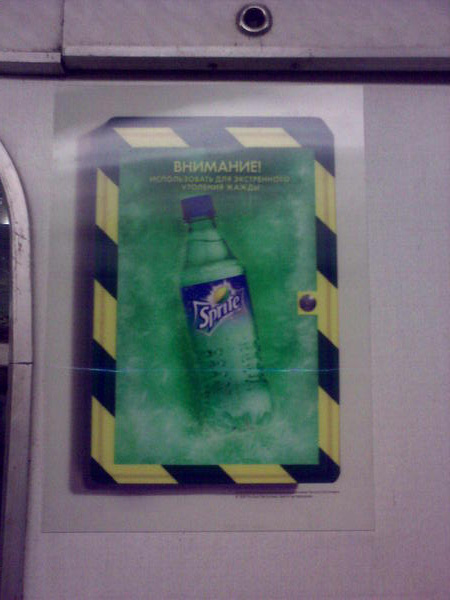 ВНИМАНИЕ!
ИСПОЛЬЗОВАТЬ ДЛЯ ЭКСТРЕННОГО
УТОЛЕНИЯ ЖАЖДЫ
Sprite